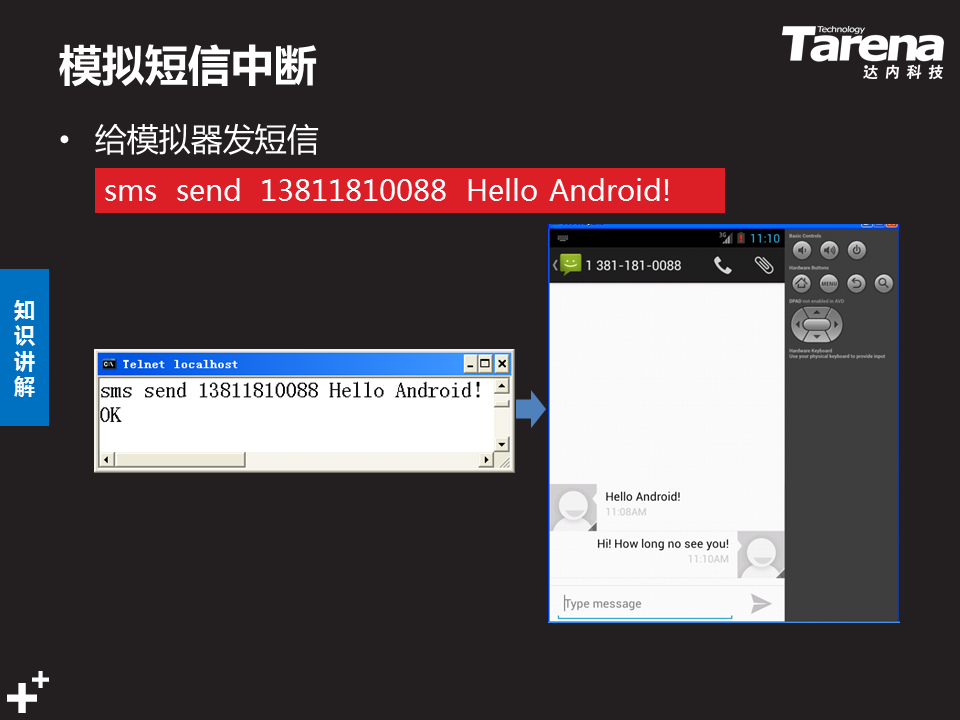 模拟短信中断
Technology
Tarena
达内科技
• 给模拟器发短信
sms send 13811810088 Hello Android!
知识讲解
Telnet localhost
sms send 13811810088 Hello Android!
OK
3G 11:10
1 381-181-0088
Hello Android!
11:08AM
Hi! How long no see you!
11:10AM
Type message
Basic Controls
Hardware Buttons
MENU
DPAD not enabled in AVD
Hardware Keyboard
Use your physical keyboard to provide input